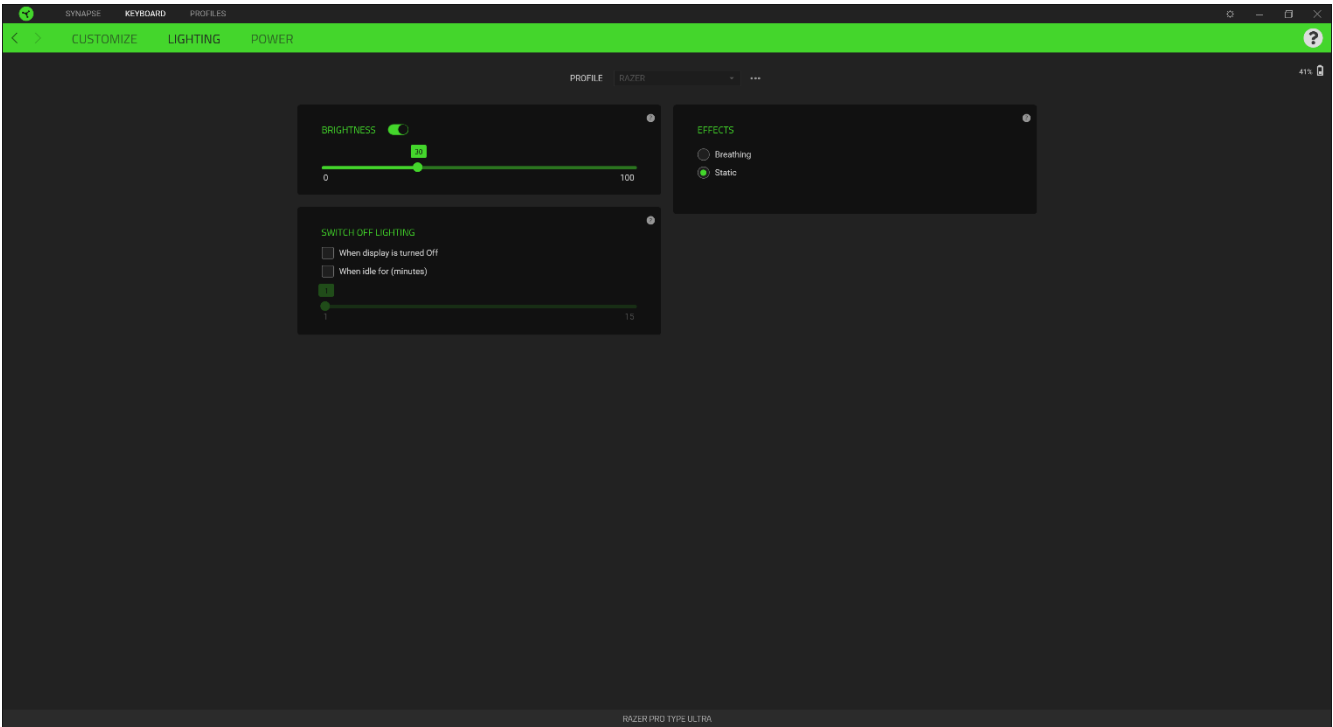 SYNAPSE KEYBOARD PROFILES
CUSTOMIZE LIGHTING POWER
?
PROFILE RAZER
41%
BRIGHTNESS
30
0 100
EFFECTS
Breathing
Static
SWITCH OFF LIGHTING
When display is turned Off
When idle for (minutes)
1
1 15
RAZER PRO TYPE ULTRA